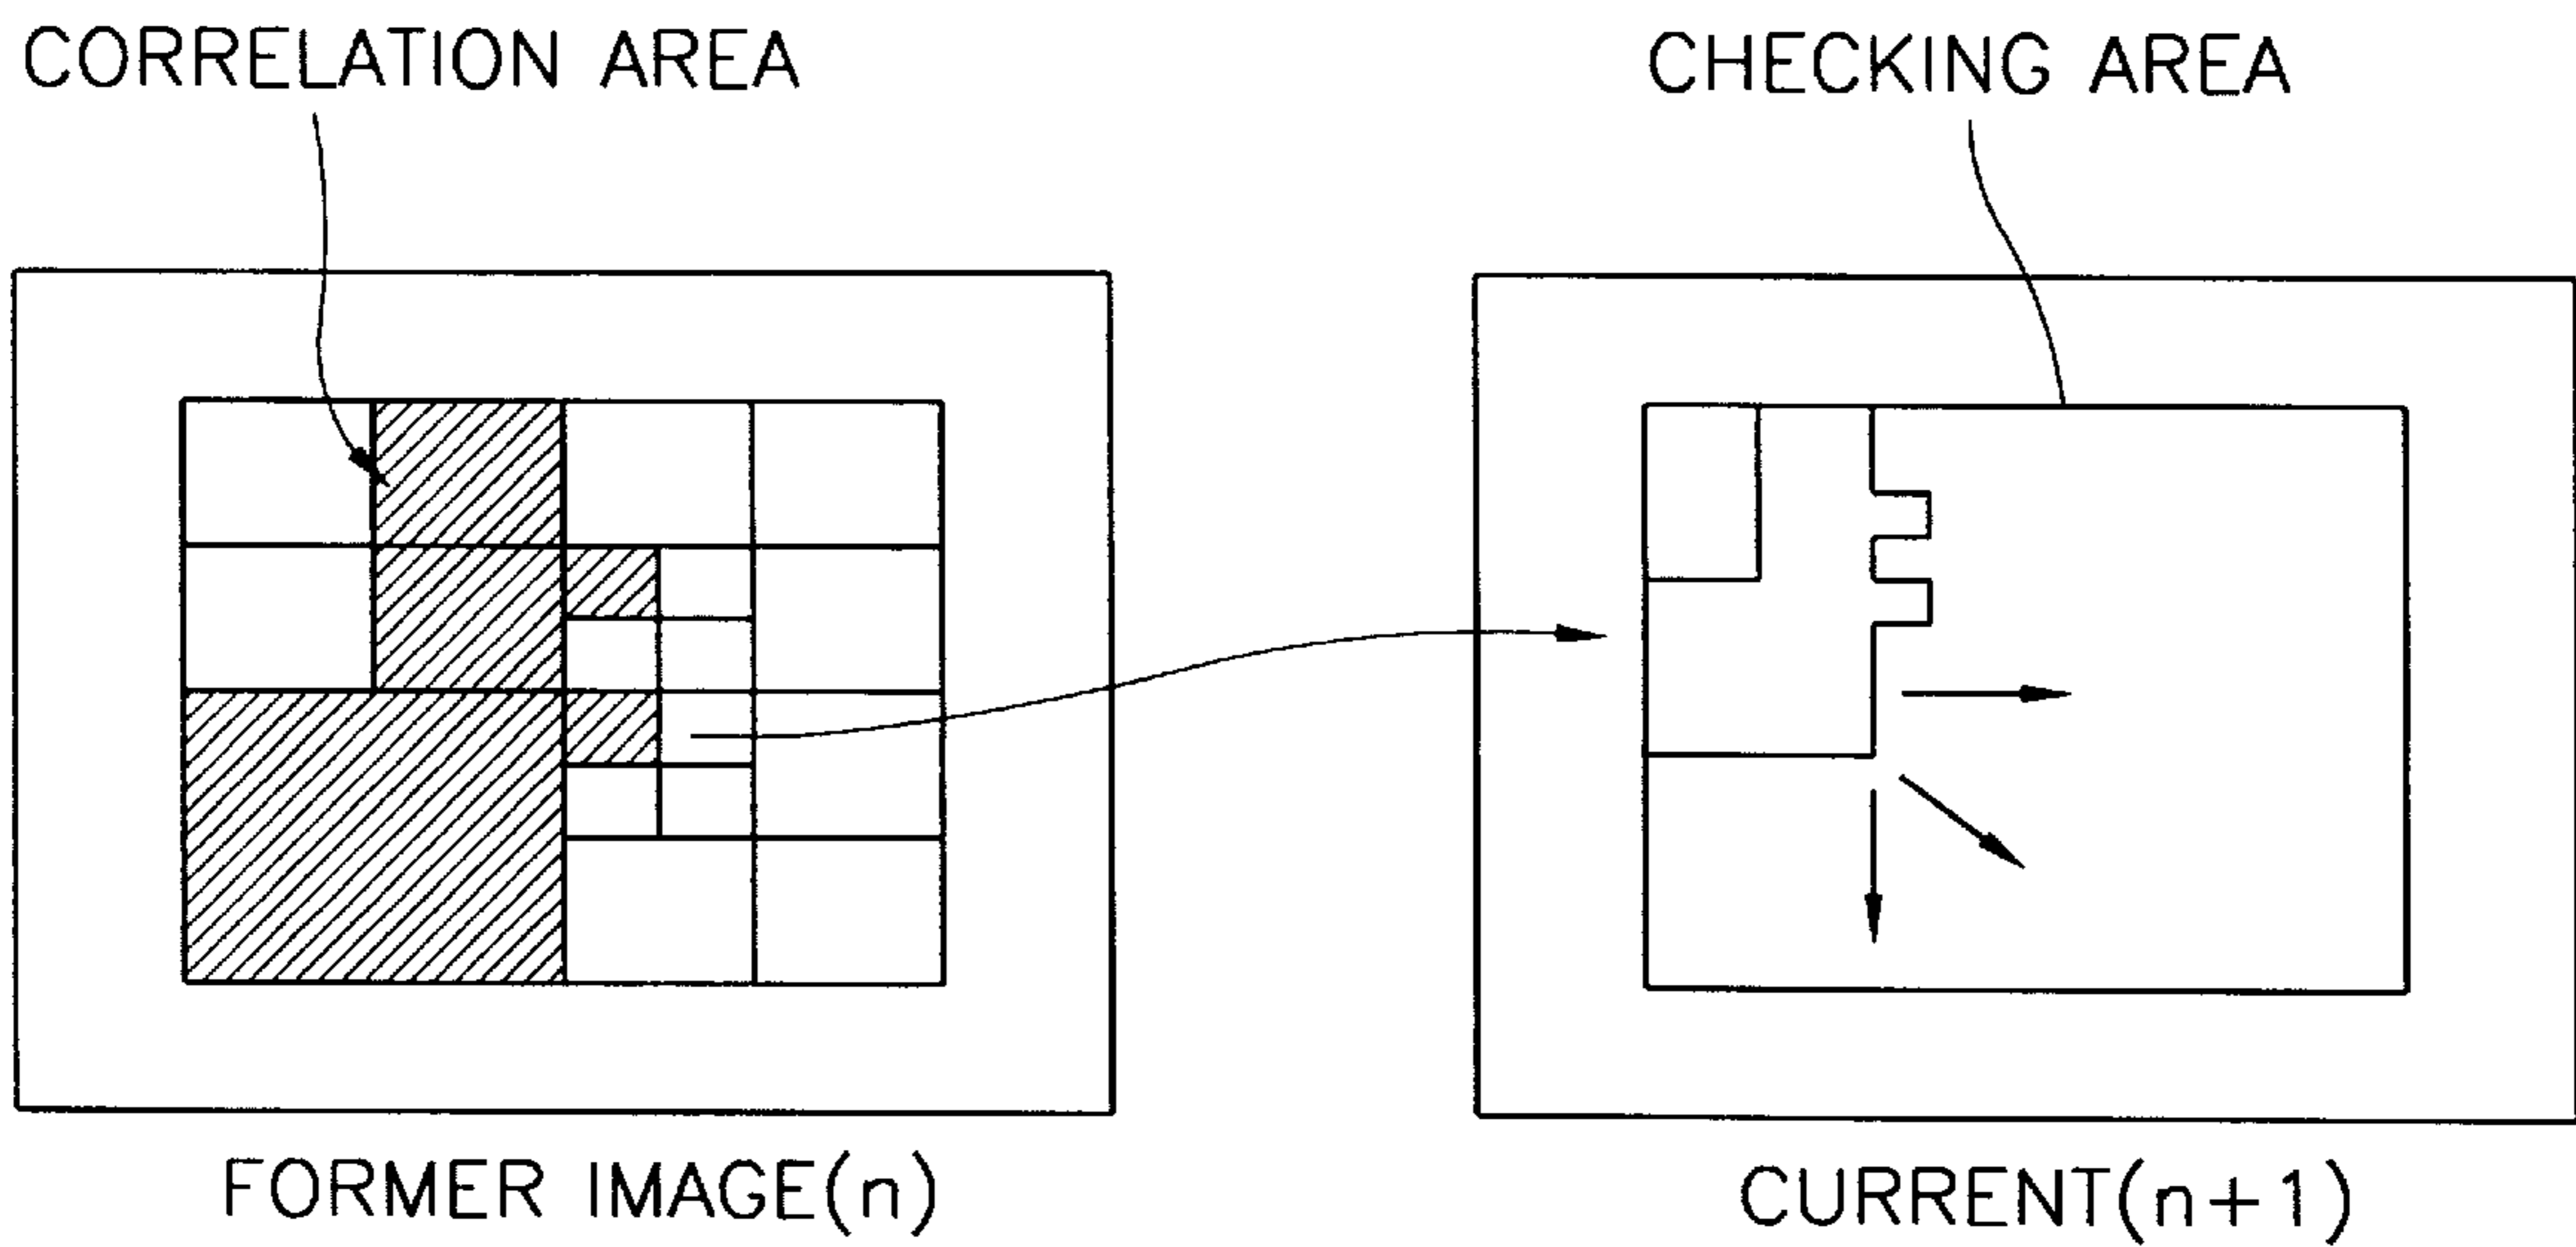 CORRELATION AREA
CHECKING AREA
FORMER IMAGE(n)
CURRENT(n+1)